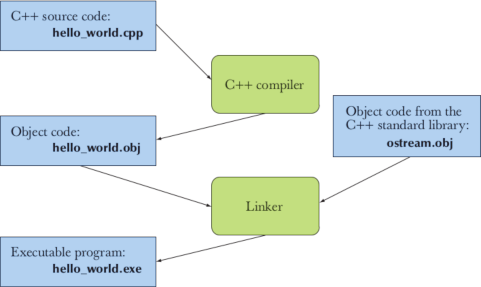 C++ source code:
hello_world.cpp
C++ compiler
Object code:
hello_world.obj
Object code from the
C++ standard library:
ostream.obj
Linker
Executable program:
hello_world.exe